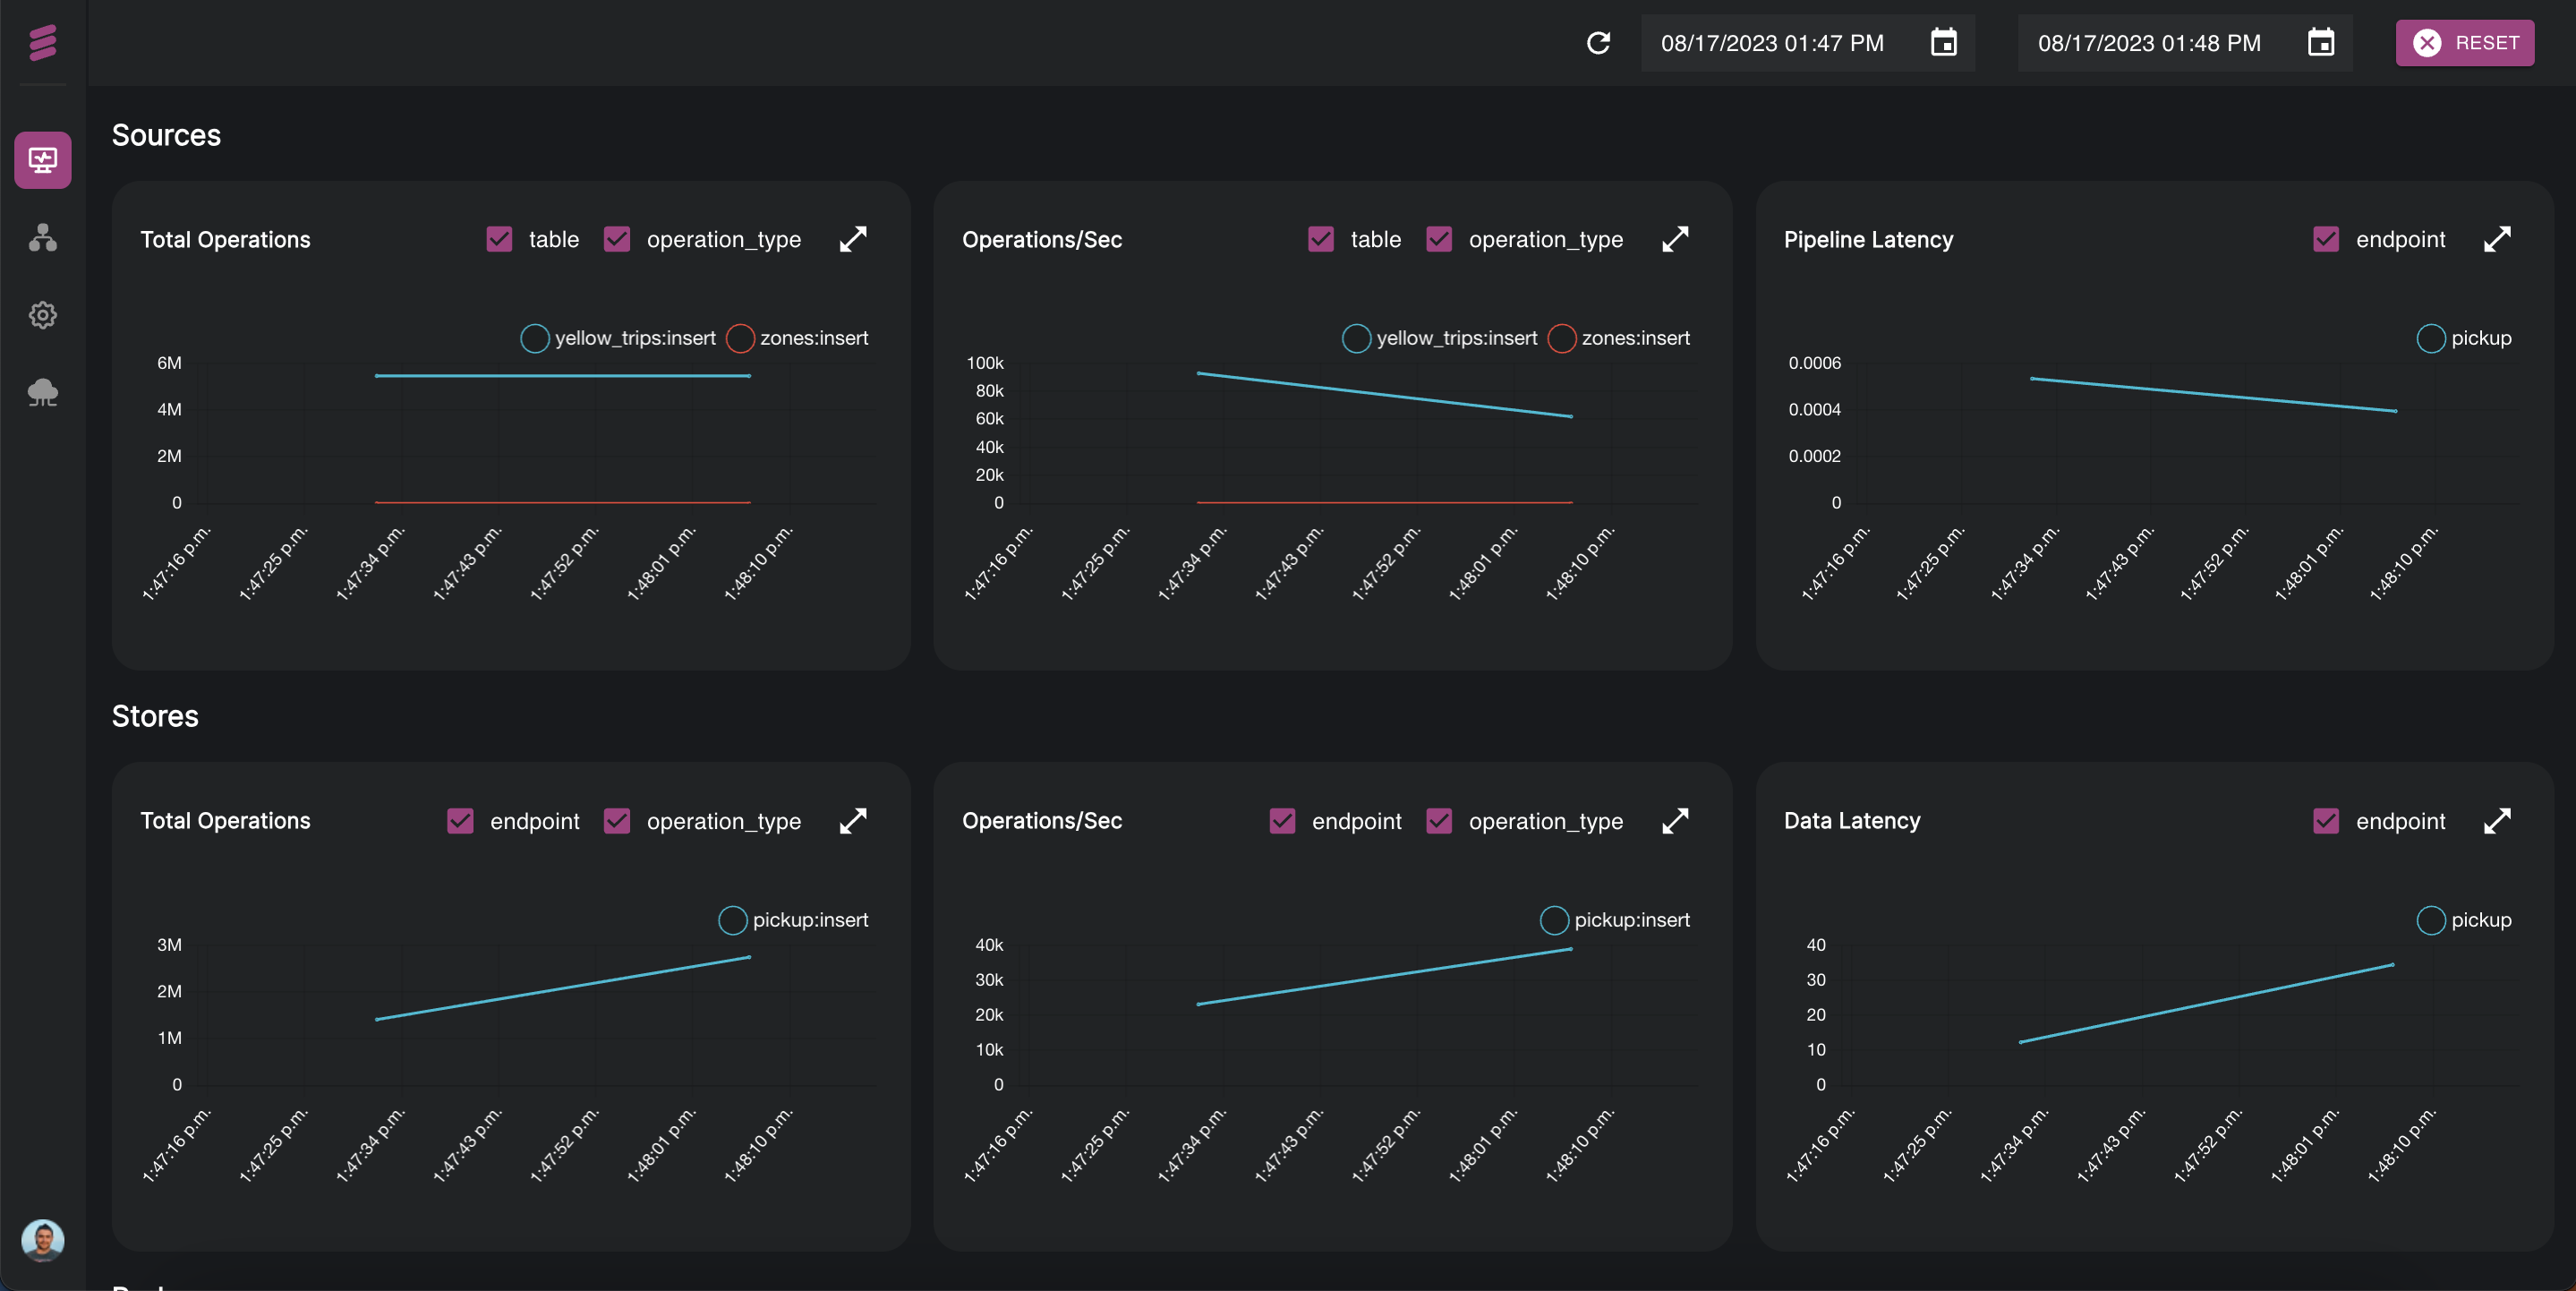 08/17/2023 01:47 PM 08/17/2023 01:48 PM RESET
Sources
Total Operations table operation_type
yellow_trips:insert zones:insert
6M
4M
2M
0
1:47:16 p.m. 1:47:25 p.m. 1:47:34 p.m. 1:47:43 p.m. 1:47:52 p.m. 1:48:01 p.m. 1:48:10 p.m.
Operations/Sec table operation_type
yellow_trips:insert zones:insert
100k
80k
60k
40k
20k
0
1:47:16 p.m. 1:47:25 p.m. 1:47:34 p.m. 1:47:43 p.m. 1:47:52 p.m. 1:48:01 p.m. 1:48:10 p.m.
Pipeline Latency endpoint
pickup
0.0006
0.0004
0.0002
0
1:47:16 p.m. 1:47:25 p.m. 1:47:34 p.m. 1:47:43 p.m. 1:47:52 p.m. 1:48:01 p.m. 1:48:10 p.m.
Stores
Total Operations endpoint operation_type
pickup:insert
3M
2M
1M
0
1:47:16 p.m. 1:47:25 p.m. 1:47:34 p.m. 1:47:43 p.m. 1:47:52 p.m. 1:48:01 p.m. 1:48:10 p.m.
Operations/Sec endpoint operation_type
pickup:insert
40k
30k
20k
10k
0
1:47:16 p.m. 1:47:25 p.m. 1:47:34 p.m. 1:47:43 p.m. 1:47:52 p.m. 1:48:01 p.m. 1:48:10 p.m.
Data Latency endpoint
pickup
40
30
20
10
0
1:47:16 p.m. 1:47:25 p.m. 1:47:34 p.m. 1:47:43 p.m. 1:47:52 p.m. 1:48:01 p.m. 1:48:10 p.m.